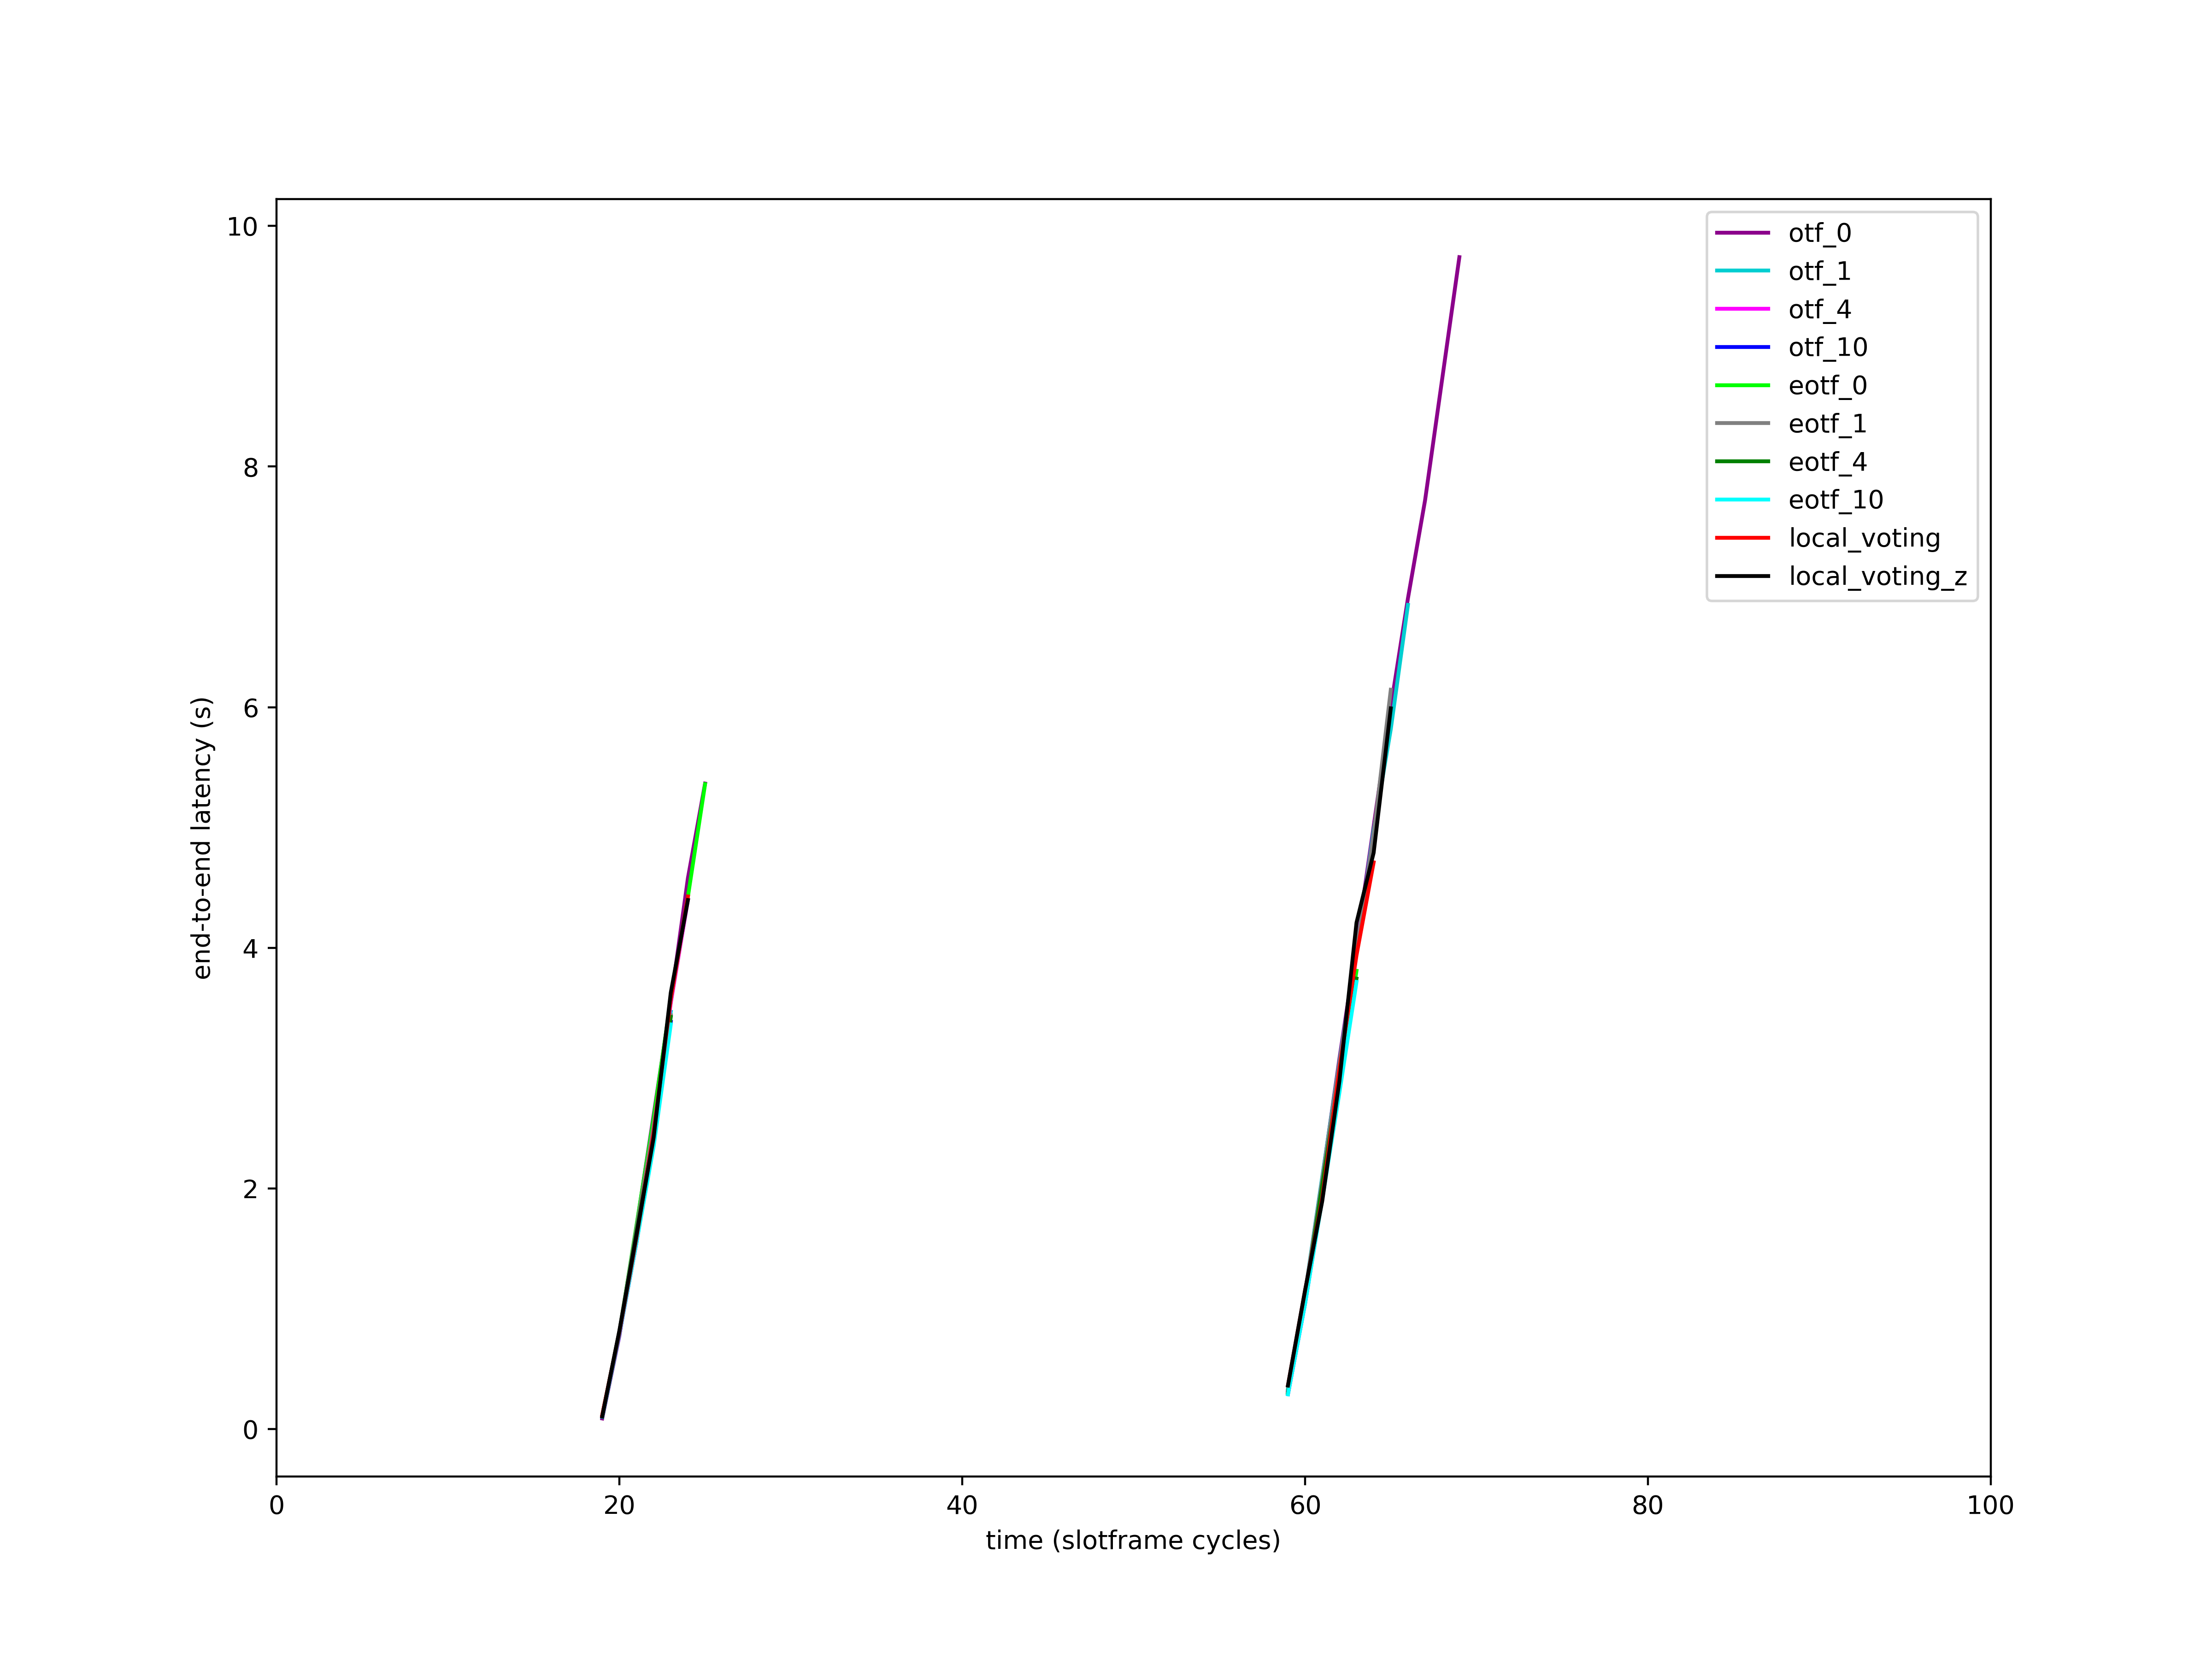 10
8
6
4
2
0
end-to-end latency (s)
0
20
40
60
80
100
time (slotframe cycles)
otf_0
otf_1
otf_4
otf_10
eotf_0
eotf_1
eotf_4
eotf_10
local_voting
local_voting_z